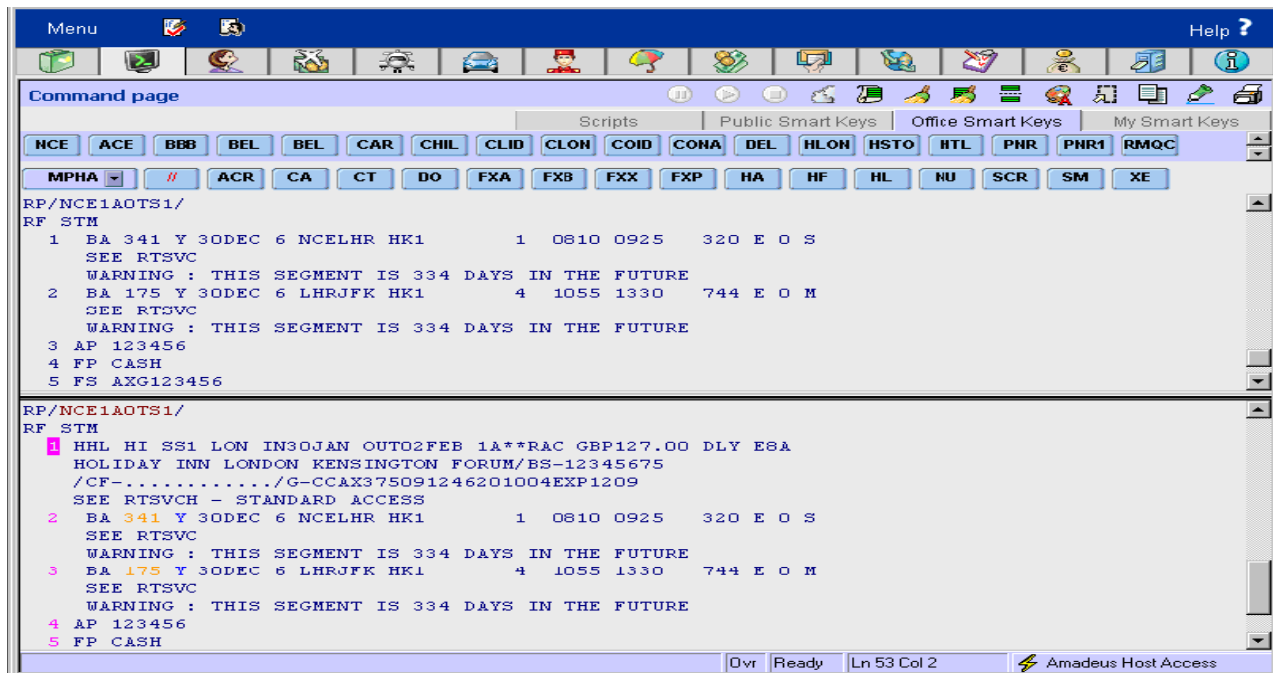 Menu Help ?
Command page
Scripts Public Smart Keys Office Smart Keys My Smart Keys
NCE ACE BBB BEL BEL CAR CHIL CLID CLON COID CONA DEL HLON HSTO HTL PNR PNR1 RMQC
MPHA // ACR CA CT DO FXA FXB FXX FXP HA HF HL NU SCR SM XE
RP/NCE1AOTS1/
RF STM
1 BA 341 Y 30DEC 6 NCELHR HK1 1 0810 0925 320 E O S
SEE RTSVC
WARNING : THIS SEGMENT IS 334 DAYS IN THE FUTURE
2 BA 175 Y 30DEC 6 LHRJFK HK1 4 1055 1330 744 E O M
SEE RTSVC
WARNING : THIS SEGMENT IS 334 DAYS IN THE FUTURE
3 AP 123456
4 FP CASH
5 FS AXG123456
RP/NCE1AOTS1/
RF STM
1 HHL HI SS1 LON IN30JAN OUT02FEB 1A**RAC GBP127.00 DLY E8A
HOLIDAY INN LONDON KENSINGTON FORUM/BS-12345675
/CF-............/G-CCAX375091246201004EXP1209
SEE RTSVCH - STANDARD ACCESS
2 BA 341 Y 30DEC 6 NCELHR HK1 1 0810 0925 320 E O S
SEE RTSVC
WARNING : THIS SEGMENT IS 334 DAYS IN THE FUTURE
3 BA 175 Y 30DEC 6 LHRJFK HK1 4 1055 1330 744 E O M
SEE RTSVC
WARNING : THIS SEGMENT IS 334 DAYS IN THE FUTURE
4 AP 123456
5 FP CASH
Ovr Ready Ln 53 Col 2 Amadeus Host Access